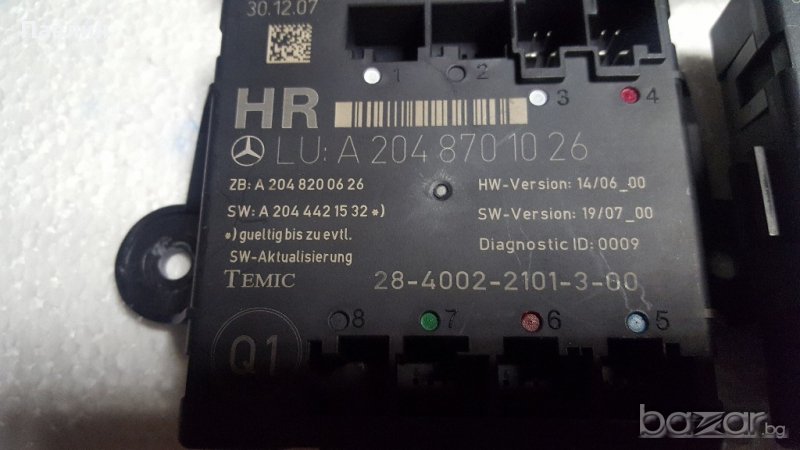 30.12.07
1
2
3
4
HR
LU: A 204 870 10 26
ZB: A 204 820 06 26
HW-Version: 14/06_00
SW: A 204 442 15 32 *)
SW-Version: 19/07_00
*) gueltig bis zu evtl.
SW-Aktualisierung
Diagnostic ID: 0009
TEMIC
28-4002-2101-3-00
8
7
6
5
Q1
bazar.bg